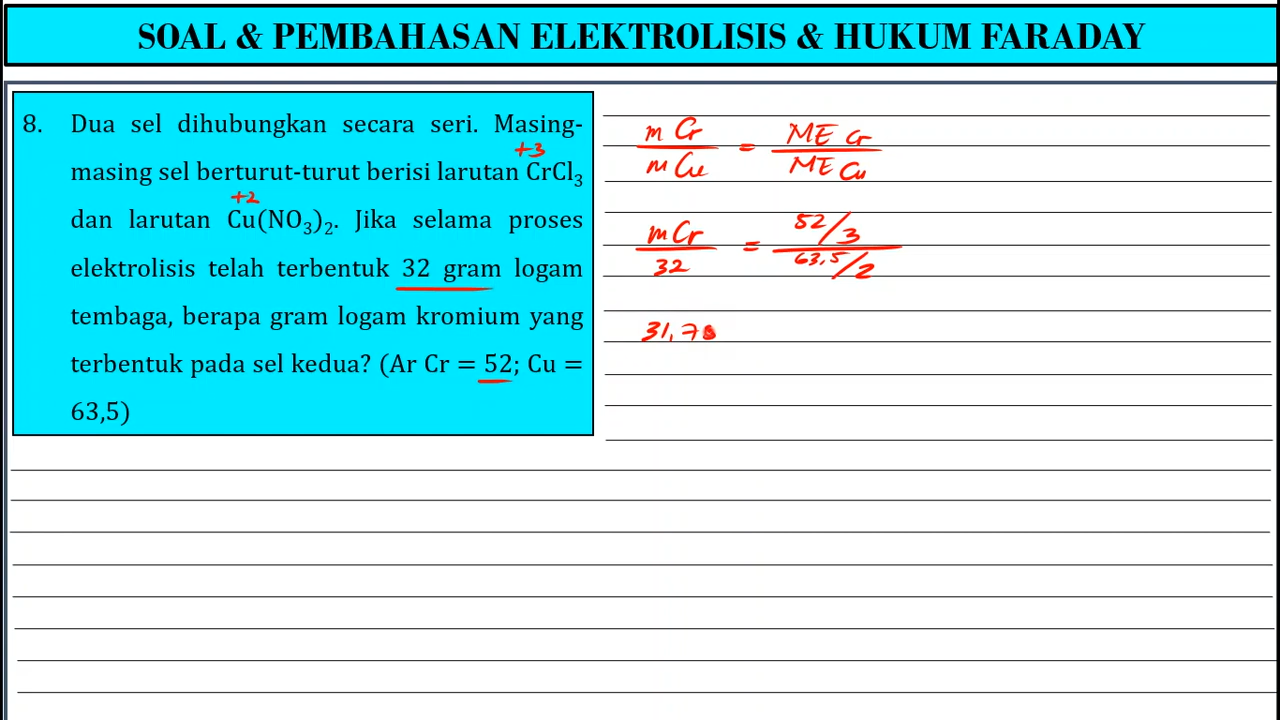 SOAL & PEMBAHASAN ELEKTROLISIS & HUKUM FARADAY
8. Dua sel dihubungkan secara seri. Masing-
+3
masing sel berturut-turut berisi larutan CrCl₃
+2
dan larutan Cu(NO₃)₂. Jika selama proses
elektrolisis telah terbentuk 32 gram logam
tembaga, berapa gram logam kromium yang
terbentuk pada sel kedua? (Ar Cr = 52; Cu =
63,5)
m Cr / m Cu = ME Cr / ME Cu
m Cr / 32 = 52/3 / 63,5/2
31,7